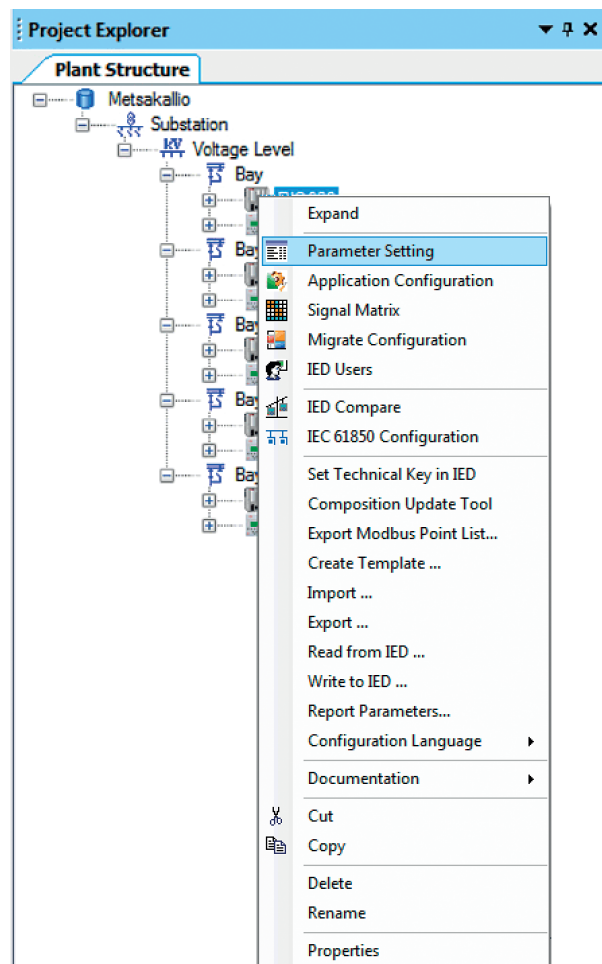 Project Explorer
Plant Structure
Metsakallio
Substation
Voltage Level
Bay
Expand
Parameter Setting
Application Configuration
Signal Matrix
Migrate Configuration
IED Users
IED Compare
IEC 61850 Configuration
Set Technical Key in IED
Composition Update Tool
Export Modbus Point List...
Create Template ...
Import ...
Export ...
Read from IED ...
Write to IED ...
Report Parameters...
Configuration Language
Documentation
Cut
Copy
Delete
Rename
Properties